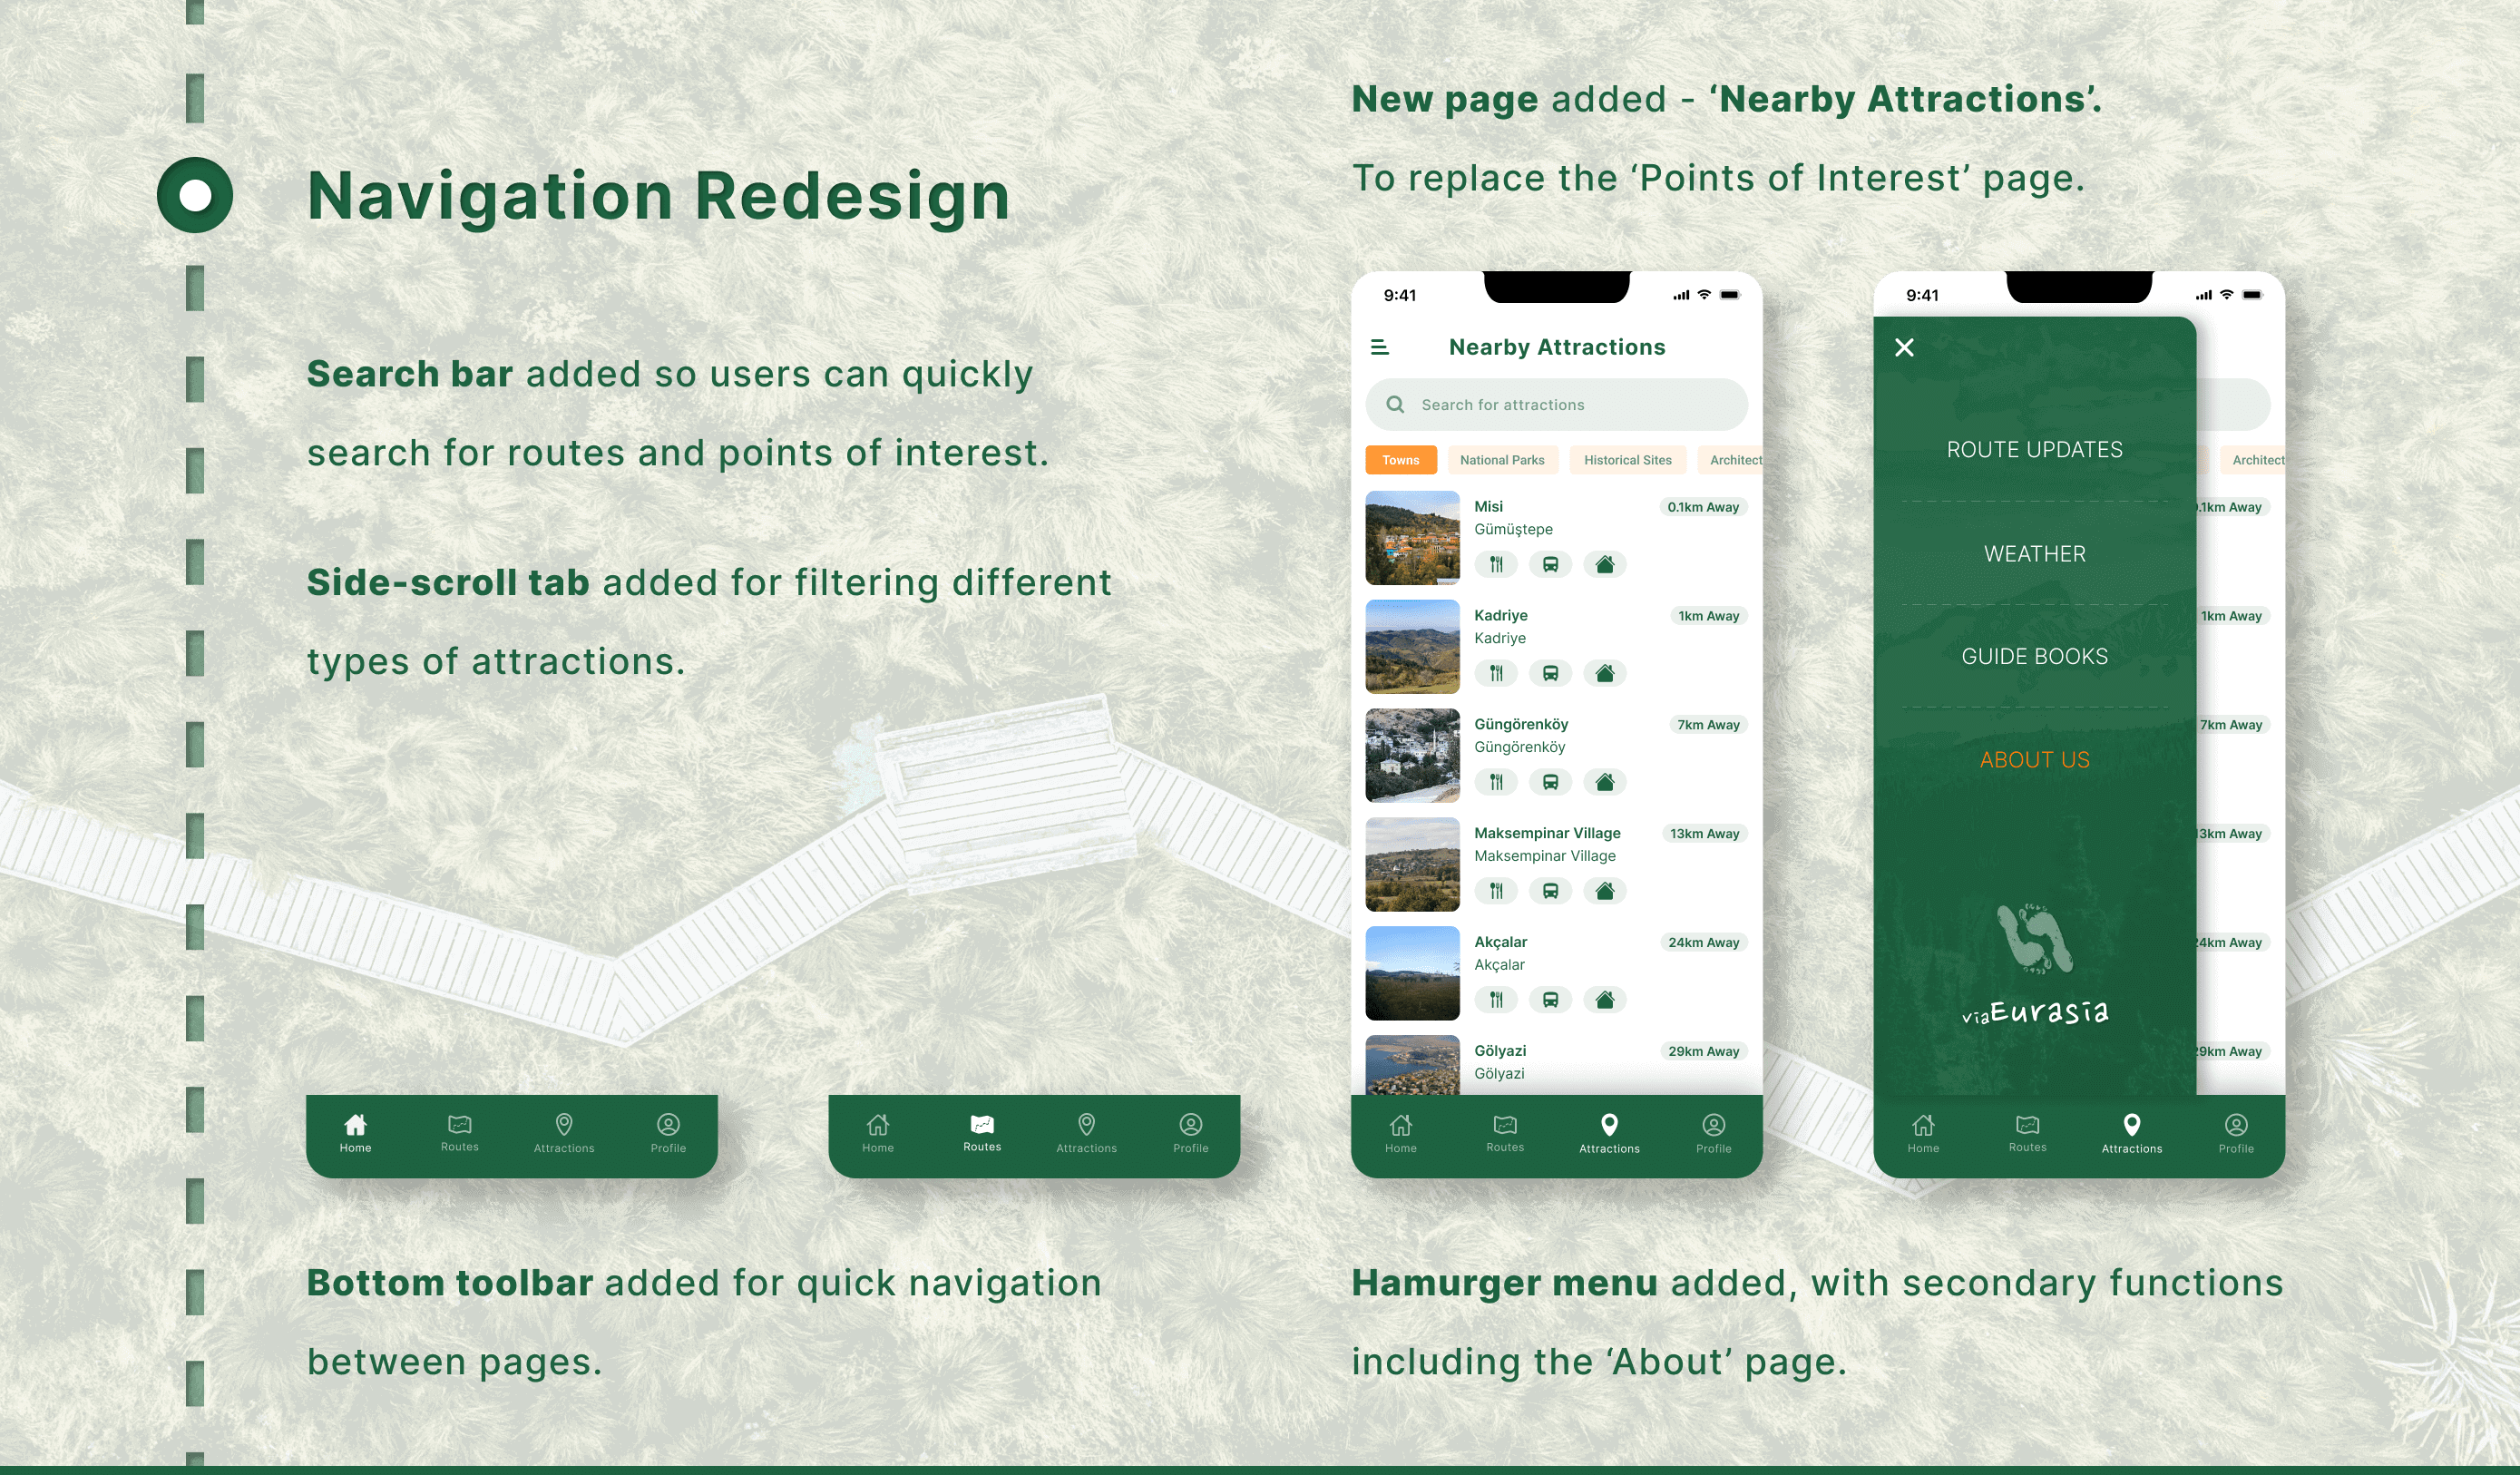 Navigation Redesign
Search bar added so users can quickly
search for routes and points of interest.
Side-scroll tab added for filtering different
types of attractions.
Home Routes Attractions Profile
Home Routes Attractions Profile
Bottom toolbar added for quick navigation
between pages.
New page added - ‘Nearby Attractions’.
To replace the ‘Points of Interest’ page.
9:41
Nearby Attractions
Search for attractions
Towns National Parks Historical Sites Architect
Misi 0.1km Away
Gümüştepe
Kadriye 1km Away
Kadriye
Güngörenköy 7km Away
Güngörenköy
Maksempinar Village 13km Away
Maksempinar Village
Akçalar 24km Away
Akçalar
Gölyazi 29km Away
Gölyazi
Home Routes Attractions Profile
9:41
ROUTE UPDATES
WEATHER
GUIDE BOOKS
ABOUT US
viaEurasia
Architect
.1km Away
1km Away
7km Away
13km Away
24km Away
29km Away
Home Routes Attractions Profile
Hamurger menu added, with secondary functions
including the ‘About’ page.